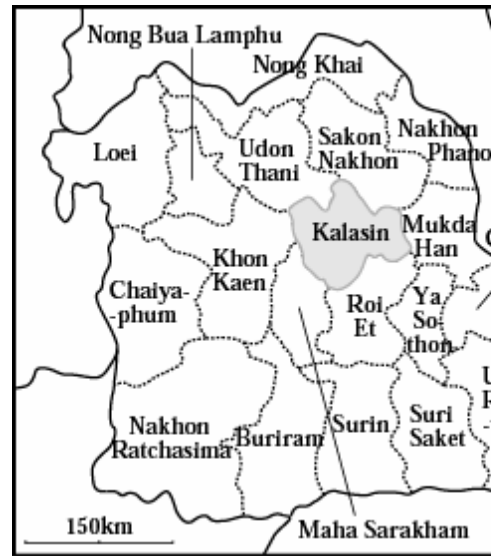 Nong Bua Lamphu
Nong Khai
Loei
Udon
Thani
Sakon
Nakhon
Nakhon
Phano
Kalasin
Mukda
Han
Khon
Kaen
Chaiya-
-phum
Roi
Et
Ya
So-
thon
Nakhon
Ratchasima
Buriram
Surin
Suri
Saket
150km
Maha Sarakham